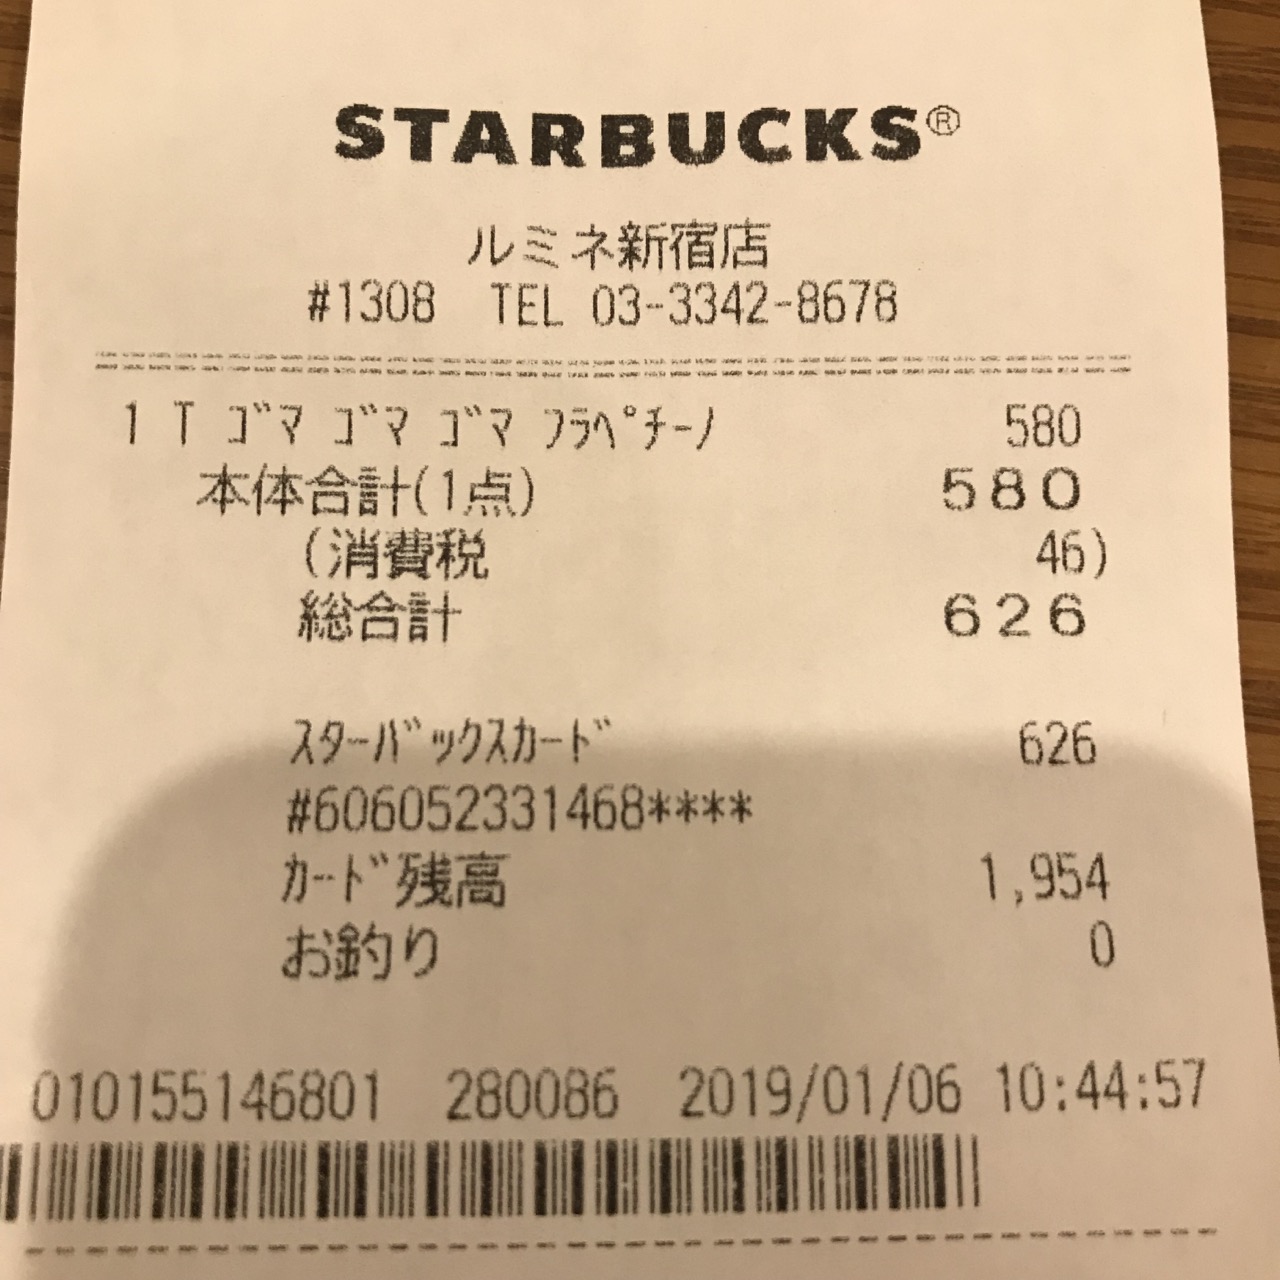 STARBUCKS®
ルミネ新宿店
#1308 TEL 03-3342-8678
1 T ｺﾞﾏ ｺﾞﾏ ｺﾞﾏ ﾌﾗﾍﾟﾁｰﾉ 580
本体合計(1点) 580
(消費税 46)
総合計 626
ｽﾀｰﾊﾞｯｸｽｶｰﾄﾞ 626
#606052331468****
ｶｰﾄﾞ残高 1,954
お釣り 0
010155146801 280086 2019/01/06 10:44:57